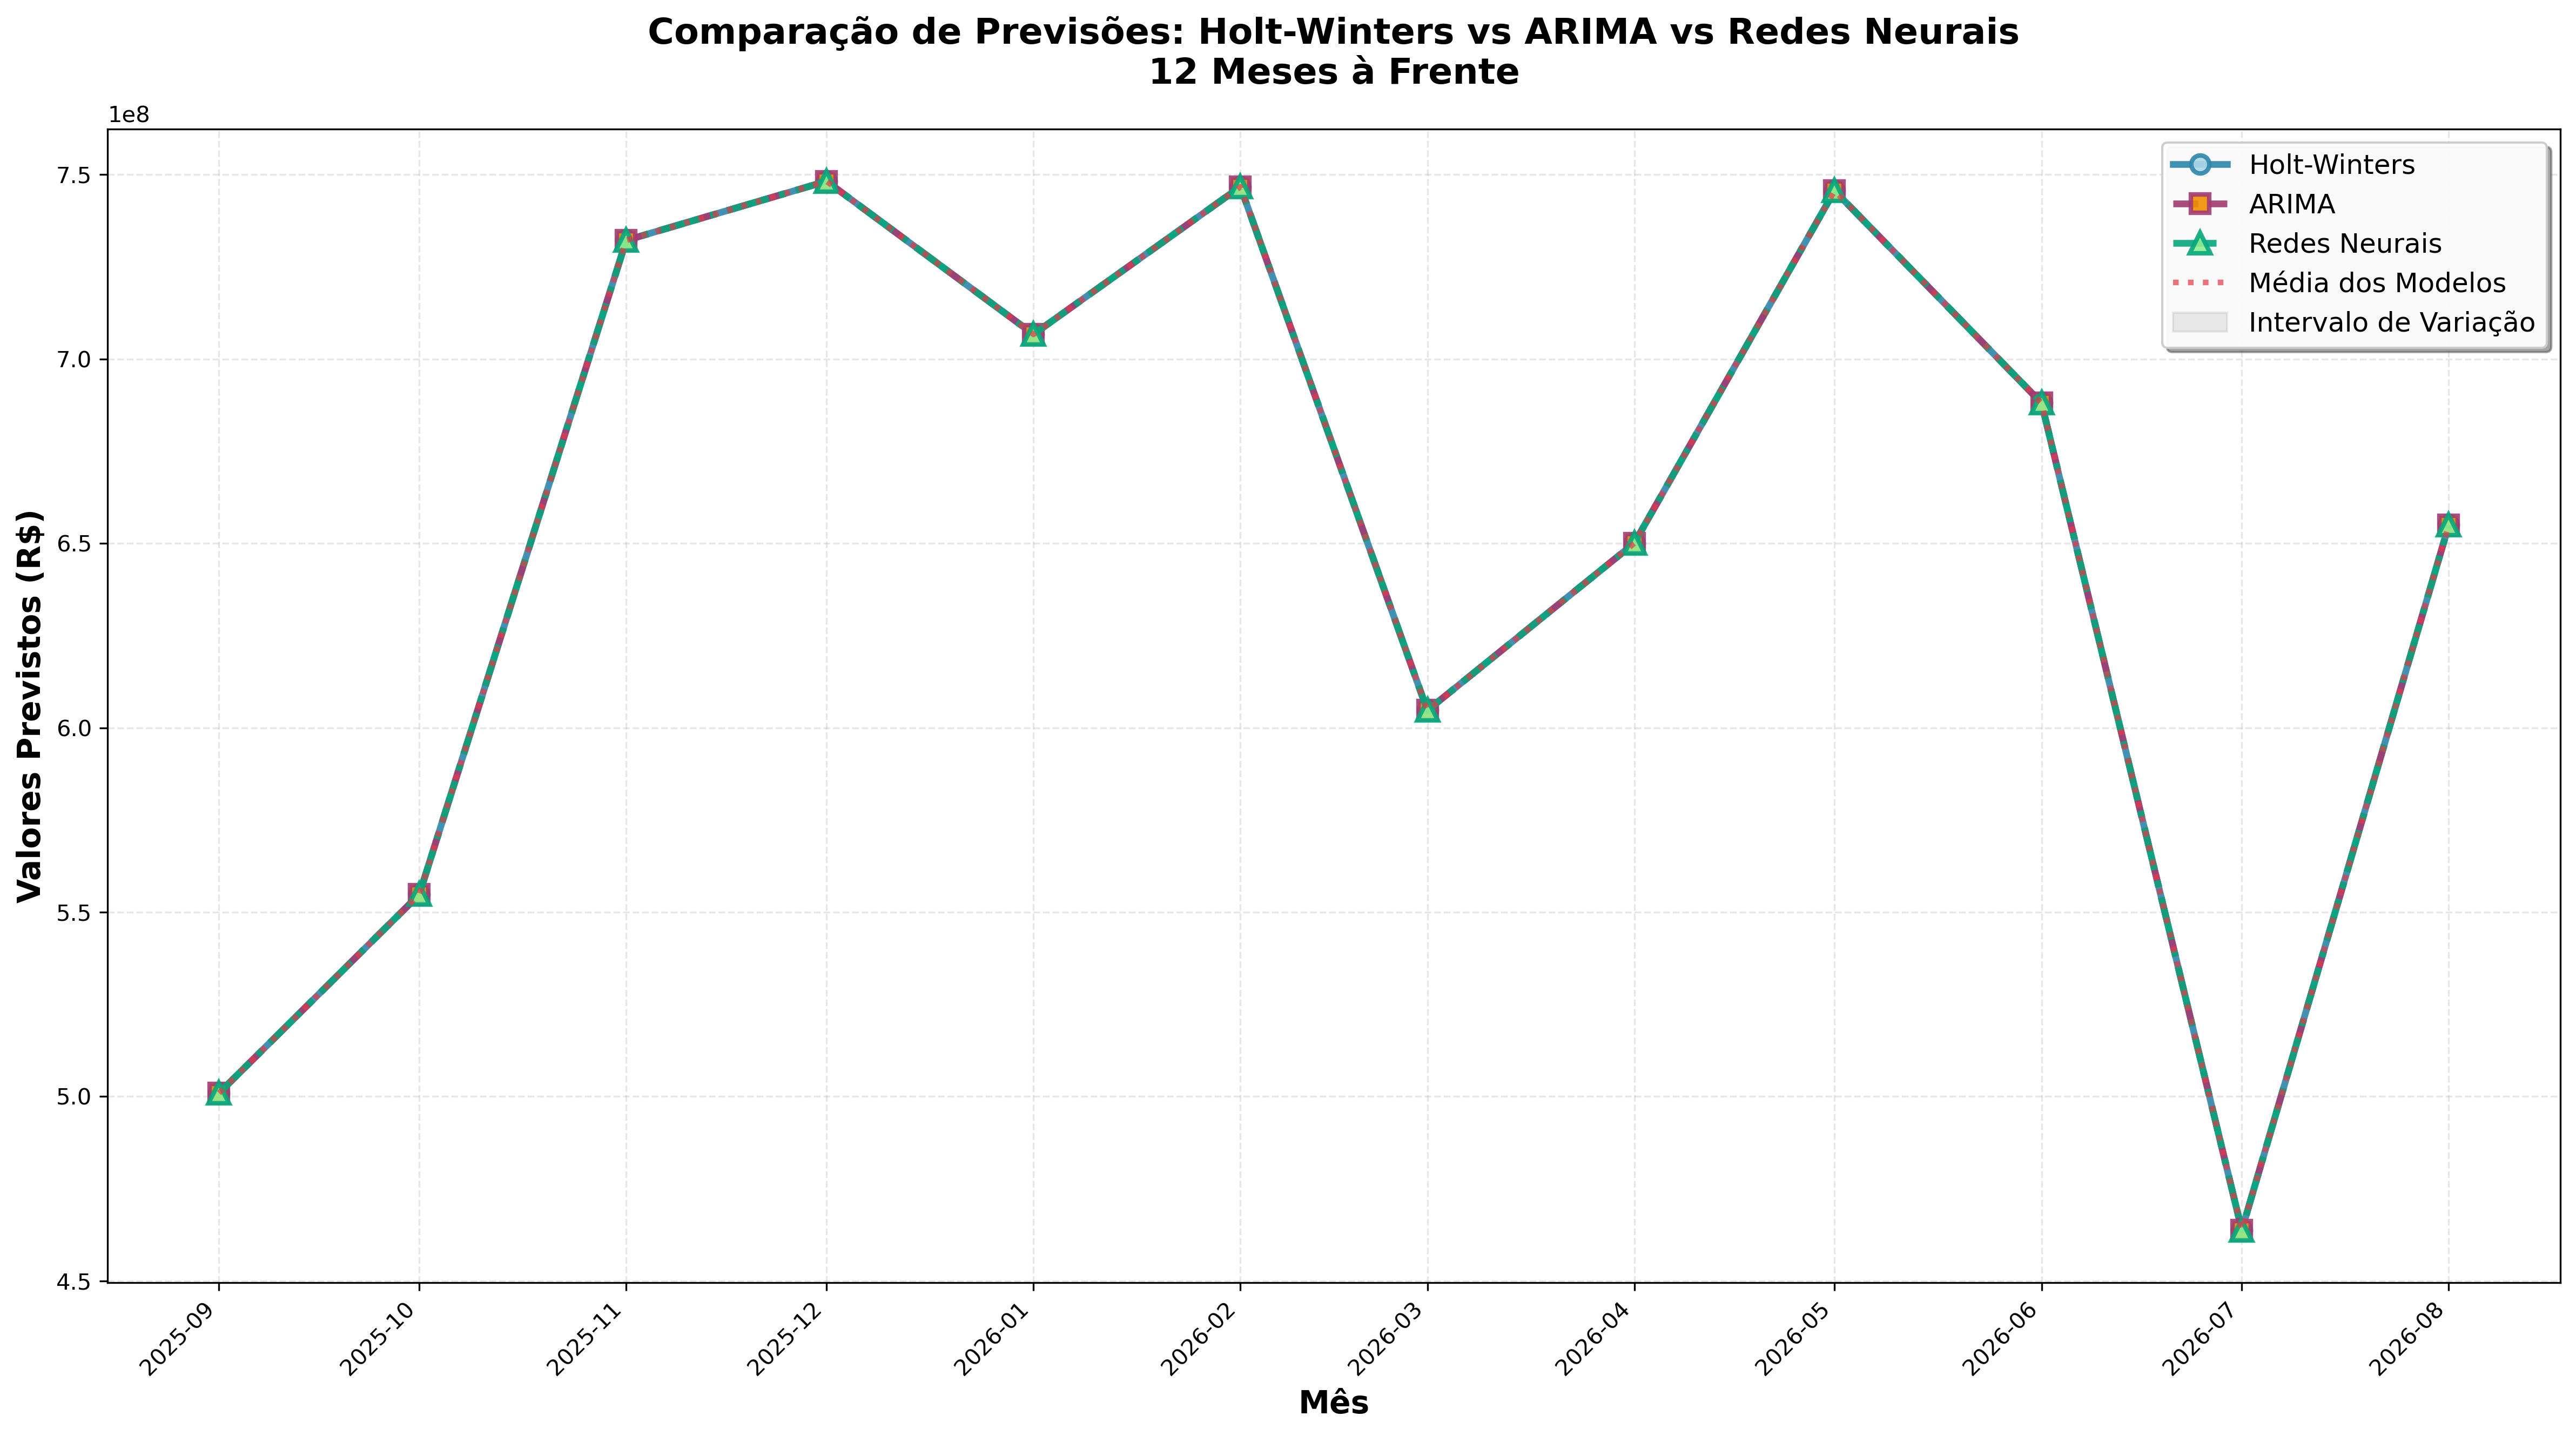 Comparação de Previsões: Holt-Winters vs ARIMA vs Redes Neurais
12 Meses à Frente
1e8
7.5
7.0
6.5
6.0
5.5
5.0
4.5
Valores Previstos (R$)
Holt-Winters
ARIMA
Redes Neurais
Média dos Modelos
Intervalo de Variação
2025-09
2025-10
2025-11
2025-12
2026-01
2026-02
2026-03
2026-04
2026-05
2026-06
2026-07
2026-08
Mês